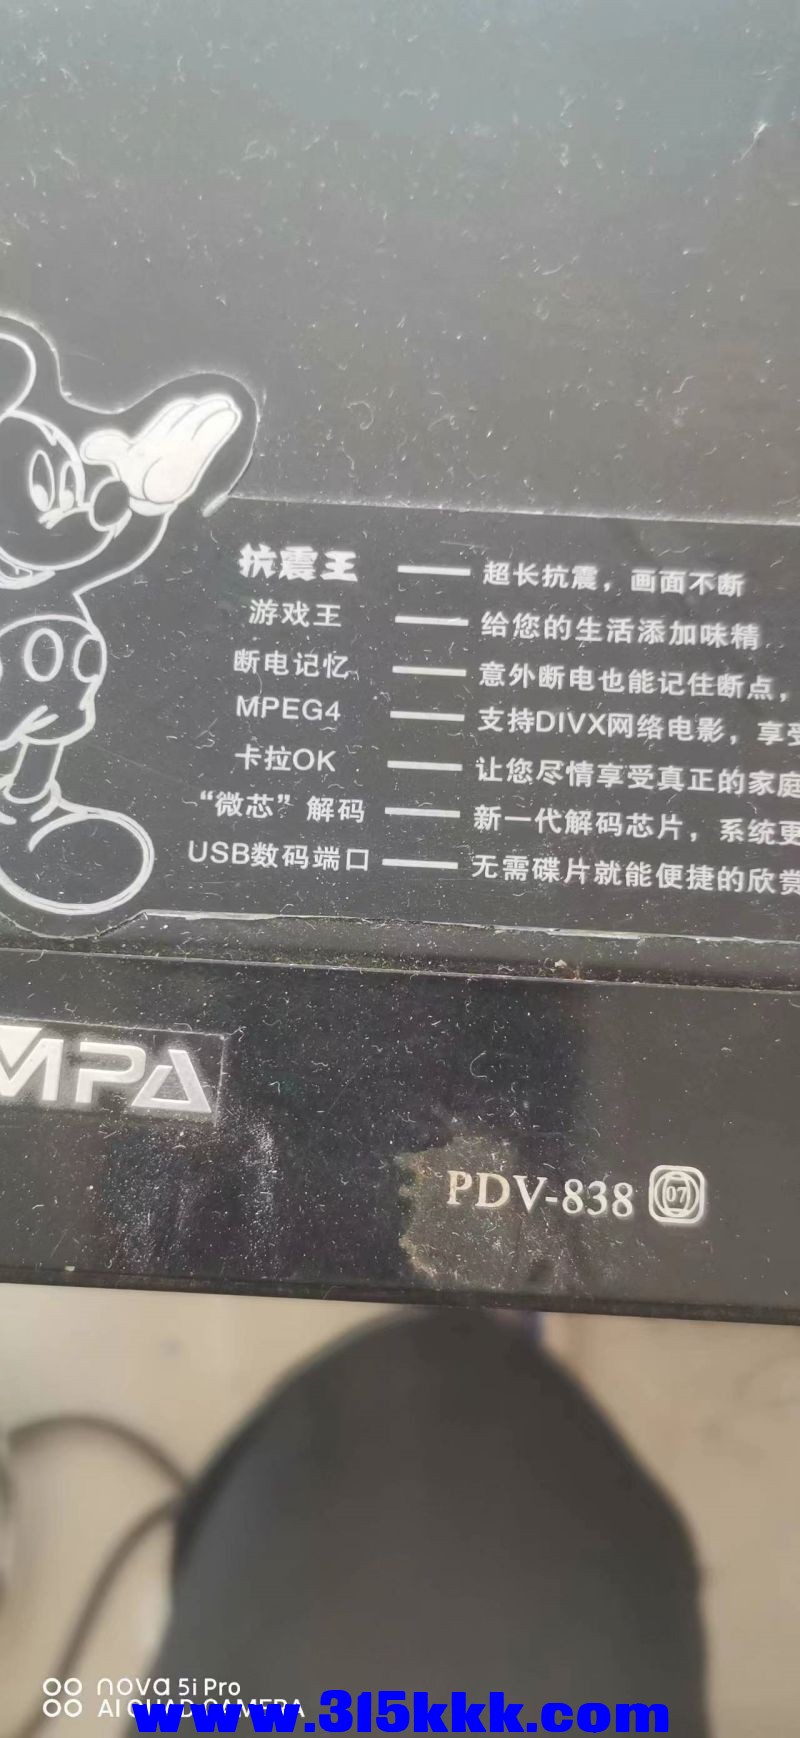 抗震王 —— 超长抗震，画面不断
游戏王 —— 给您的生活添加味精
断电记忆 —— 意外断电也能记住断点，
MPEG4 —— 支持DIVX网络电影，享受
卡拉OK —— 让您尽情享受真正的家庭
“微芯”解码 —— 新一代解码芯片，系统更
USB数码端口 —— 无需碟片就能便捷的欣赏
MPA
PDV-838 07
nova 5i Pro
AI QUAD CAMERA
www.315kkk.com